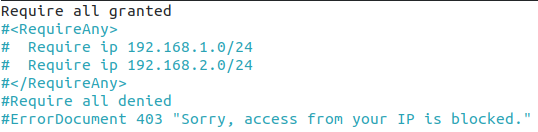 Require all granted
#<RequireAny>
#  Require ip 192.168.1.0/24
#  Require ip 192.168.2.0/24
#</RequireAny>
#Require all denied
#ErrorDocument 403 "Sorry, access from your IP is blocked."